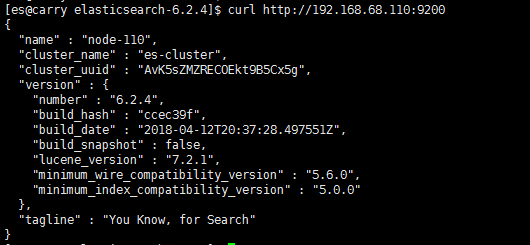 [es@carry elasticsearch-6.2.4]$ curl http://192.168.68.110:9200
{
  "name" : "node-110",
  "cluster_name" : "es-cluster",
  "cluster_uuid" : "AvK5sZMZRECOEkt9B5Cx5g",
  "version" : {
    "number" : "6.2.4",
    "build_hash" : "ccec39f",
    "build_date" : "2018-04-12T20:37:28.497551Z",
    "build_snapshot" : false,
    "lucene_version" : "7.2.1",
    "minimum_wire_compatibility_version" : "5.6.0",
    "minimum_index_compatibility_version" : "5.0.0"
  },
  "tagline" : "You Know, for Search"
}